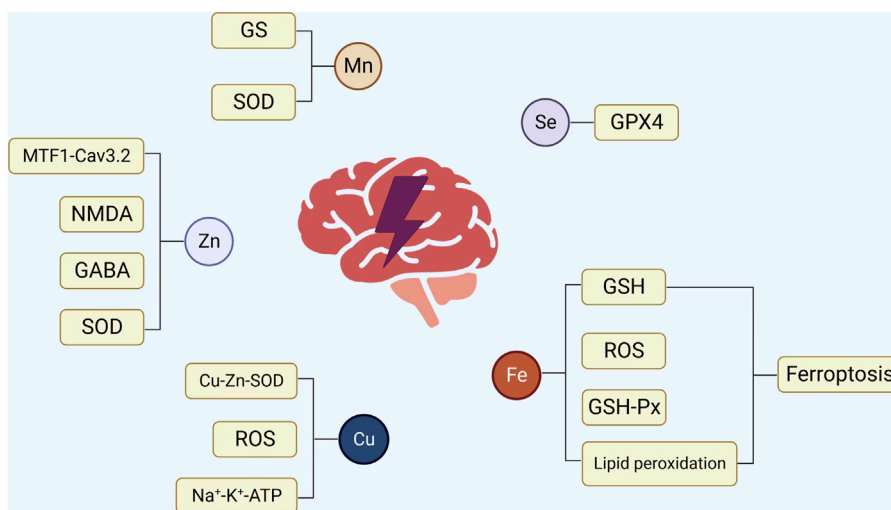 GS
Mn
SOD
Se
GPX4
MTF1-Cav3.2
NMDA
Zn
GABA
SOD
GSH
ROS
Fe
Ferroptosis
GSH-Px
Lipid peroxidation
Cu-Zn-SOD
ROS
Cu
Na⁺-K⁺-ATP